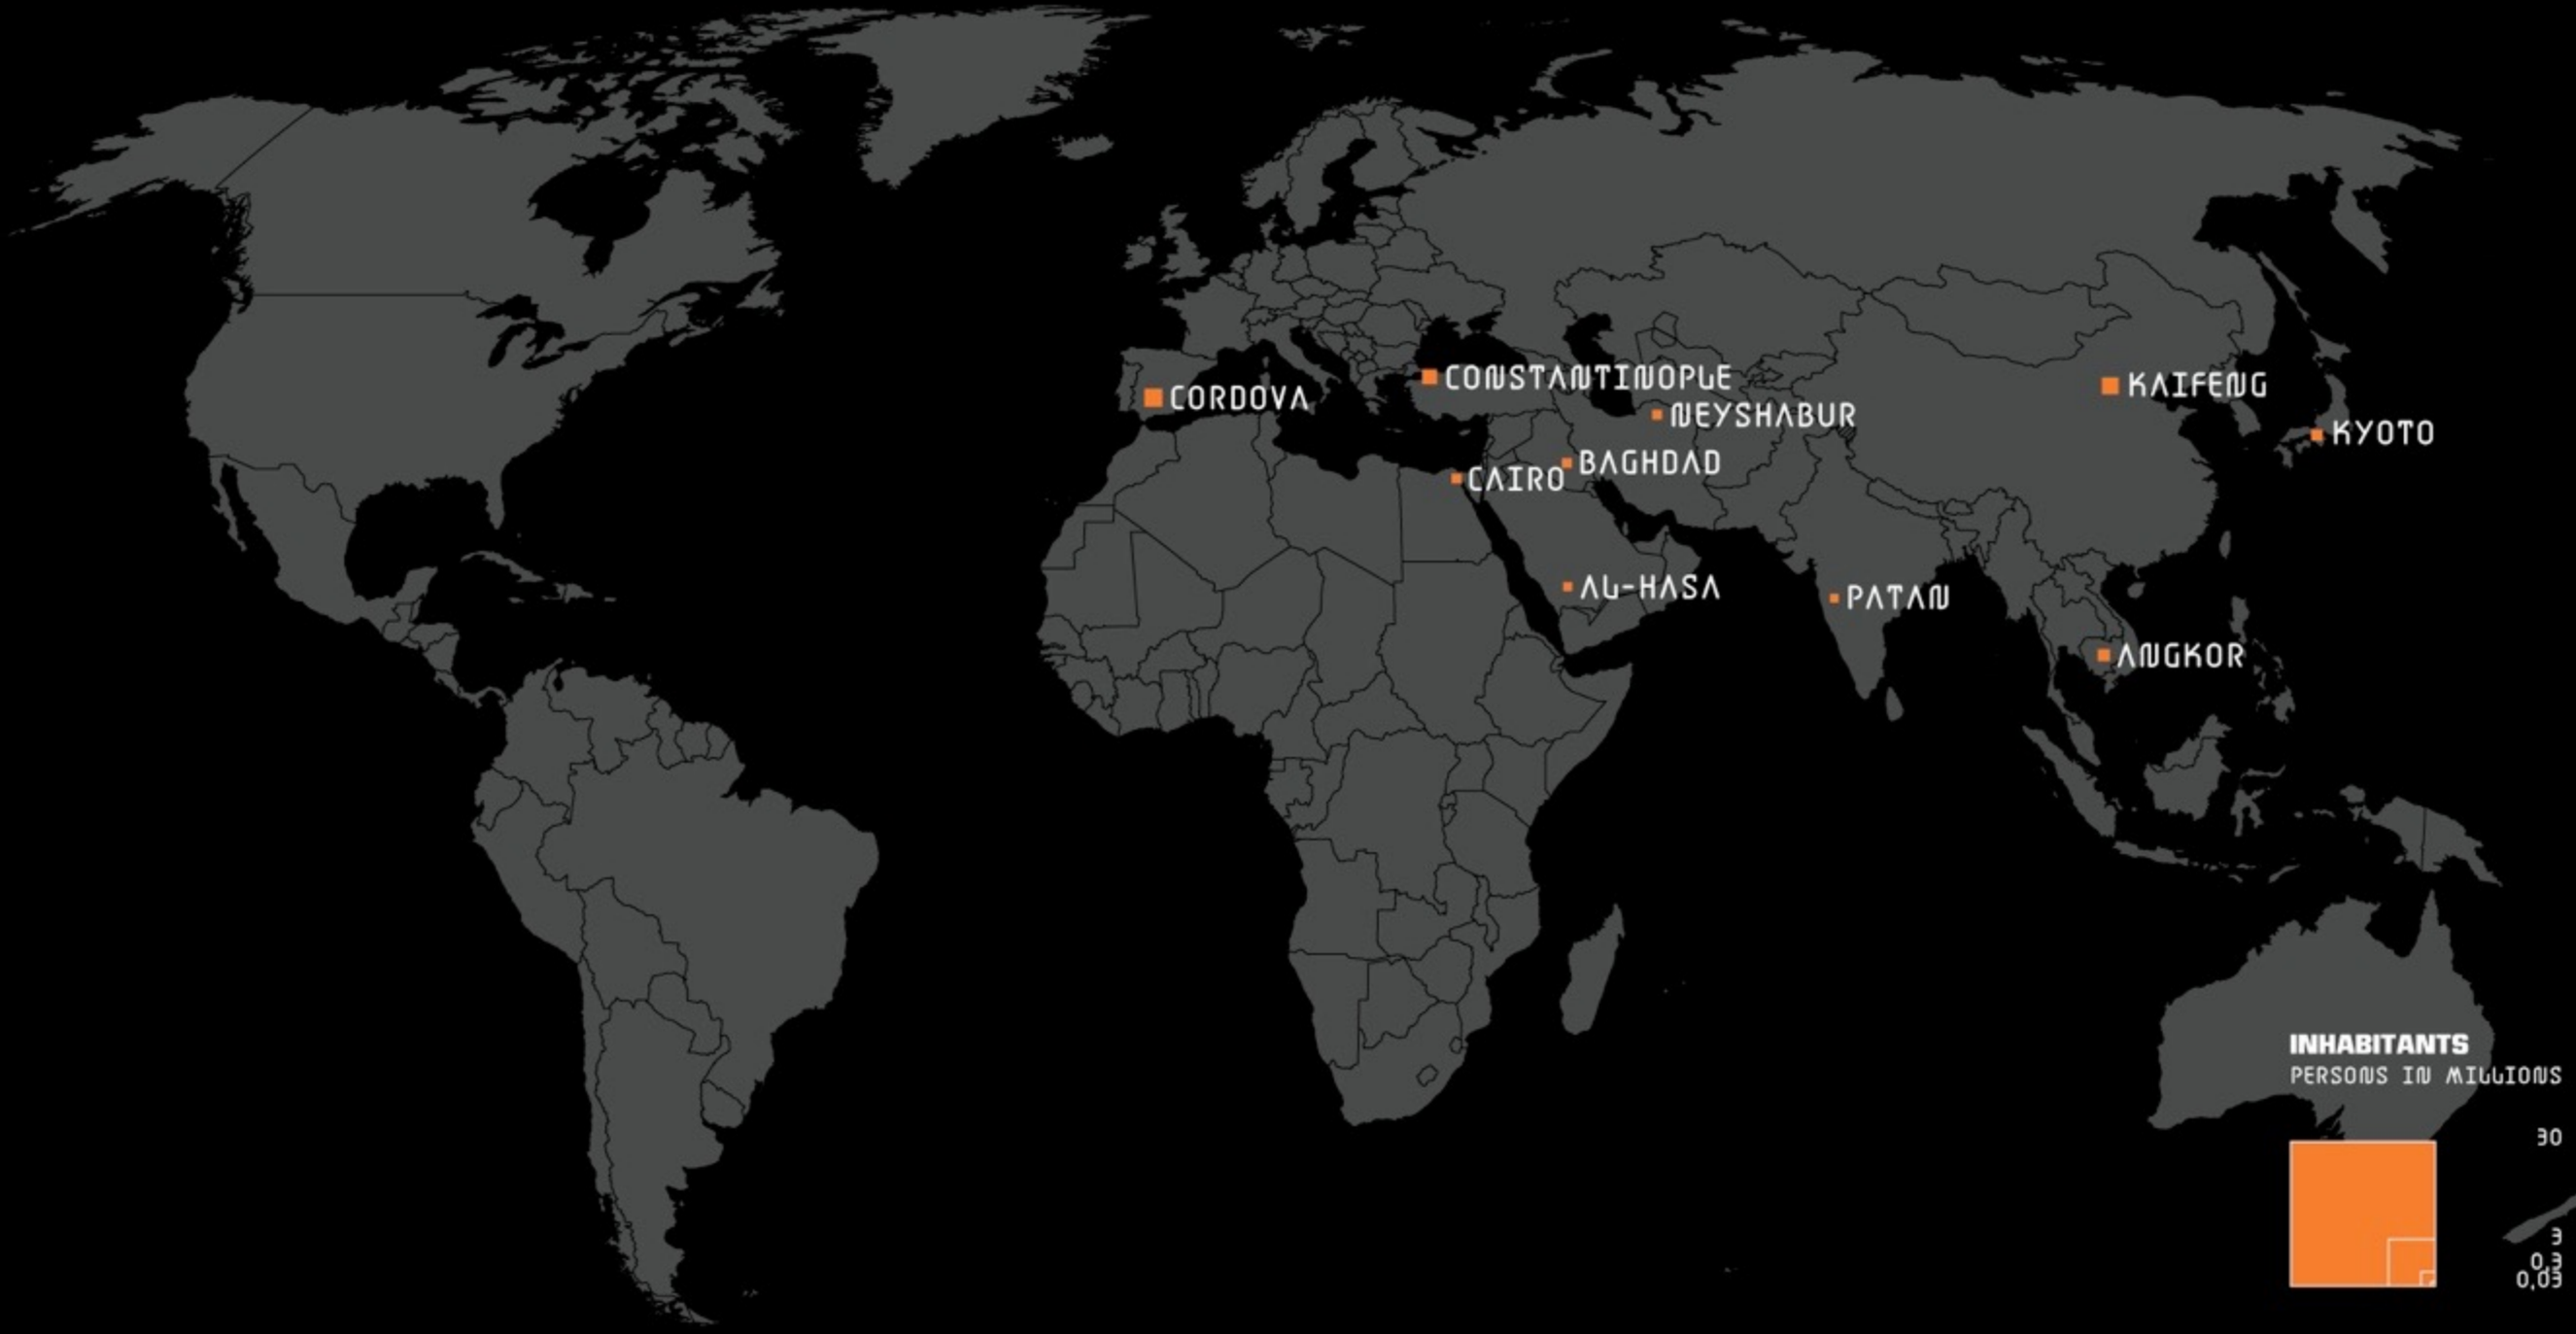 CONSTANTINOPLE
KAIFENG
CORDOVA
NEYSHABUR
KYOTO
BAGHDAD
CAIRO
AL-HASA
PATAN
ANGKOR
INHABITANTS
PERSONS IN MILLIONS
30
3
0,3
0,03